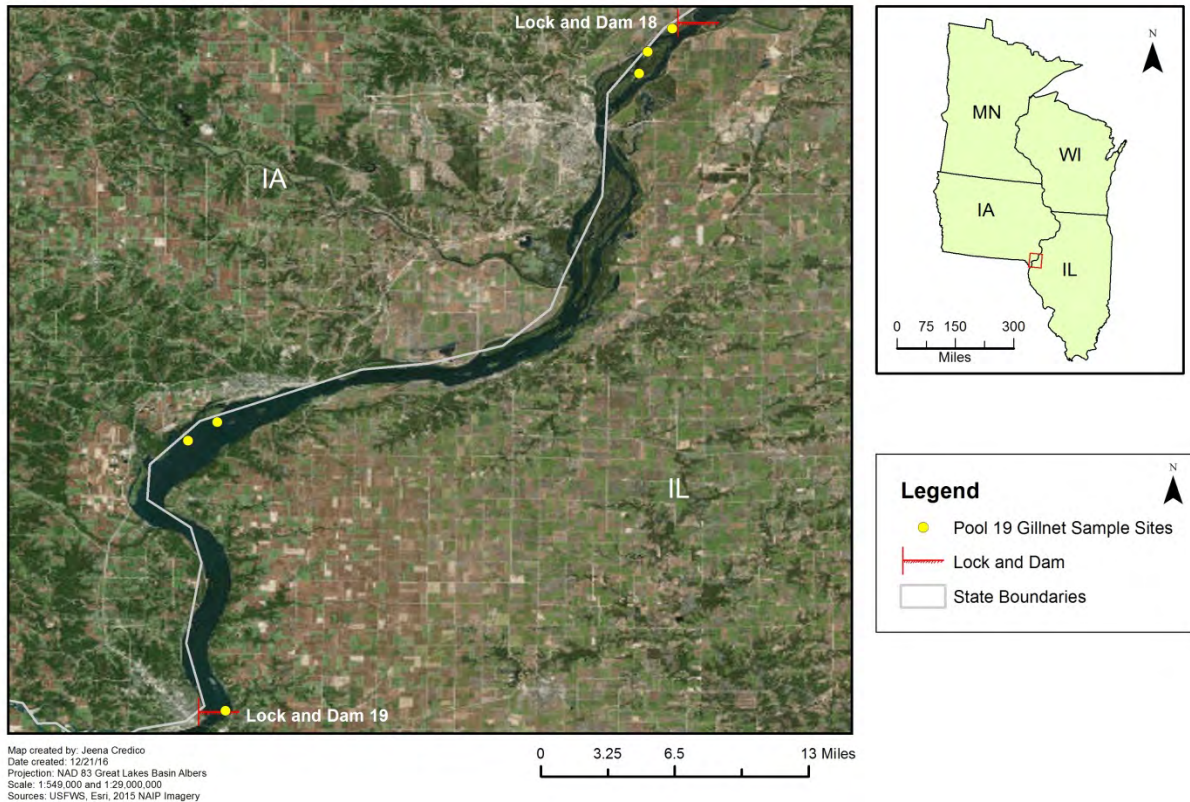 Lock and Dam 18
IA
IL
Lock and Dam 19
N
MN
WI
IA
IL
0 75 150 300
Miles
N
Legend
Pool 19 Gillnet Sample Sites
Lock and Dam
State Boundaries
Map created by: Jeena Credico
Date created: 12/21/16
Projection: NAD 83 Great Lakes Basin Albers
Scale: 1:549,000 and 1:29,000,000
Sources: USFWS, Esri, 2015 NAIP Imagery
0 3.25 6.5 13 Miles